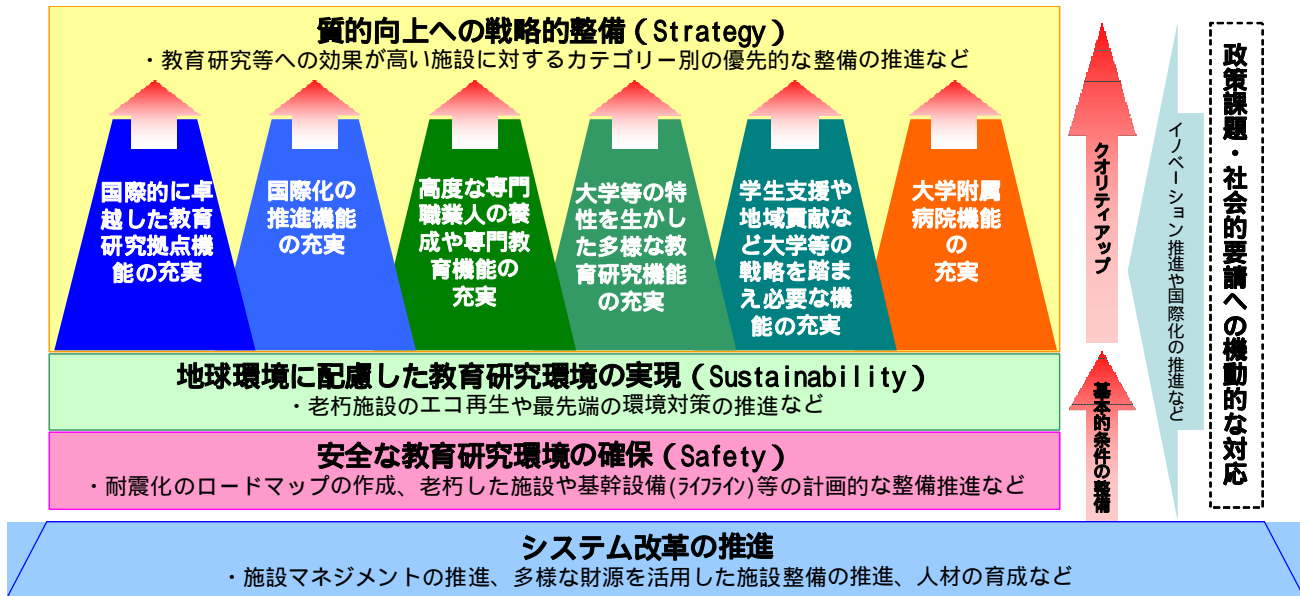 質的向上への戦略的整備（Strategy）
・教育研究等への効果が高い施設に対するカテゴリー別の優先的な整備の推進など
国際的に卓
越した教育
研究拠点機
能の充実
国際化の
推進機能
の充実
高度な専門
職業人の養
成や専門教
育機能の
充実
大学等の特
性を生かし
た多様な教
育研究機能
の充実
学生支援や
地域貢献な
ど大学等の
戦略を踏ま
え必要な機
能の充実
大学附属
病院機能
の
充実
地球環境に配慮した教育研究環境の実現（Sustainability）
・老朽施設のエコ再生や最先端の環境対策の推進など
安全な教育研究環境の確保（Safety）
・耐震化のロードマップの作成、老朽した施設や基幹設備(ﾗｲﾌﾗｲﾝ)等の計画的な整備推進など
クオリティアップ
基本的条件の整備
イノベーション推進や国際化の推進など
政策課題・社会的要請への機動的な対応
システム改革の推進
・施設マネジメントの推進、多様な財源を活用した施設整備の推進、人材の育成など